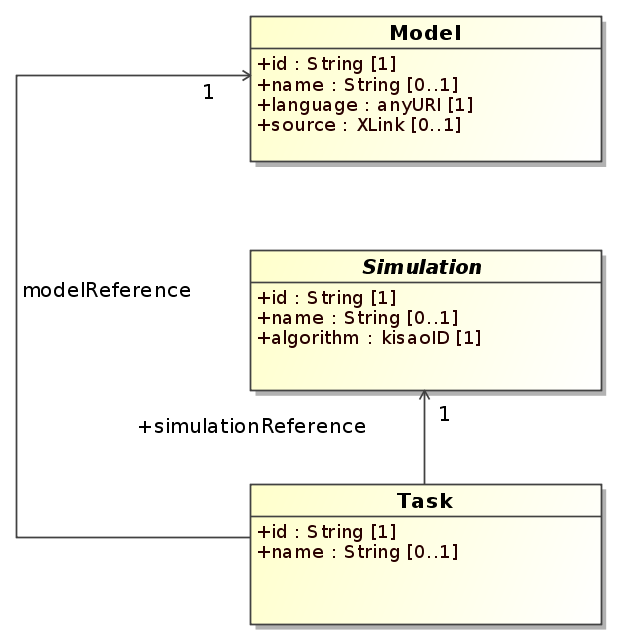 Model
+id : String [1]
+name : String [0..1]
+language : anyURI [1]
+source : XLink [0..1]
1
modelReference
Simulation
+id : String [1]
+name : String [0..1]
+algorithm : kisaoID [1]
1
+simulationReference
Task
+id : String [1]
+name : String [0..1]